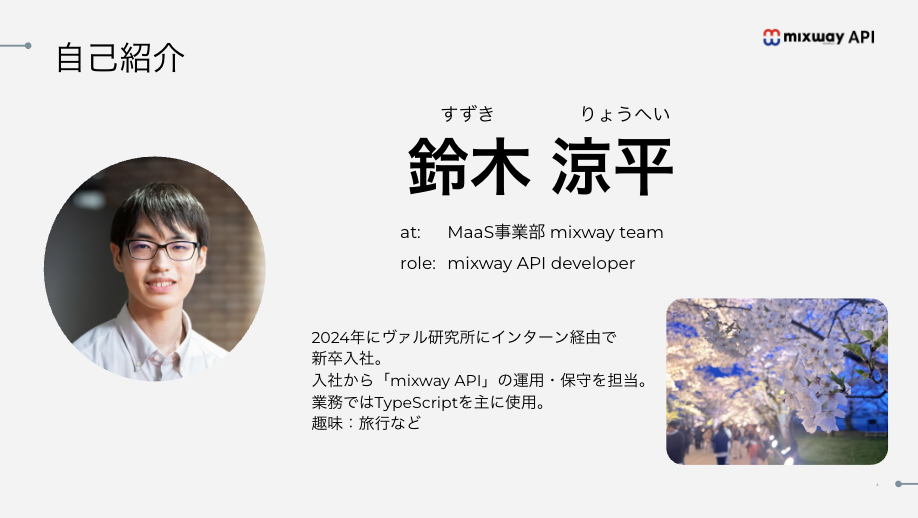 自己紹介
mixway API
すずき りょうへい
鈴木 涼平
at: MaaS事業部 mixway team
role: mixway API developer
2024年にヴァル研究所にインターン経由で
新卒入社。
入社から「mixway API」の運用・保守を担当。
業務ではTypeScriptを主に使用。
趣味：旅行など